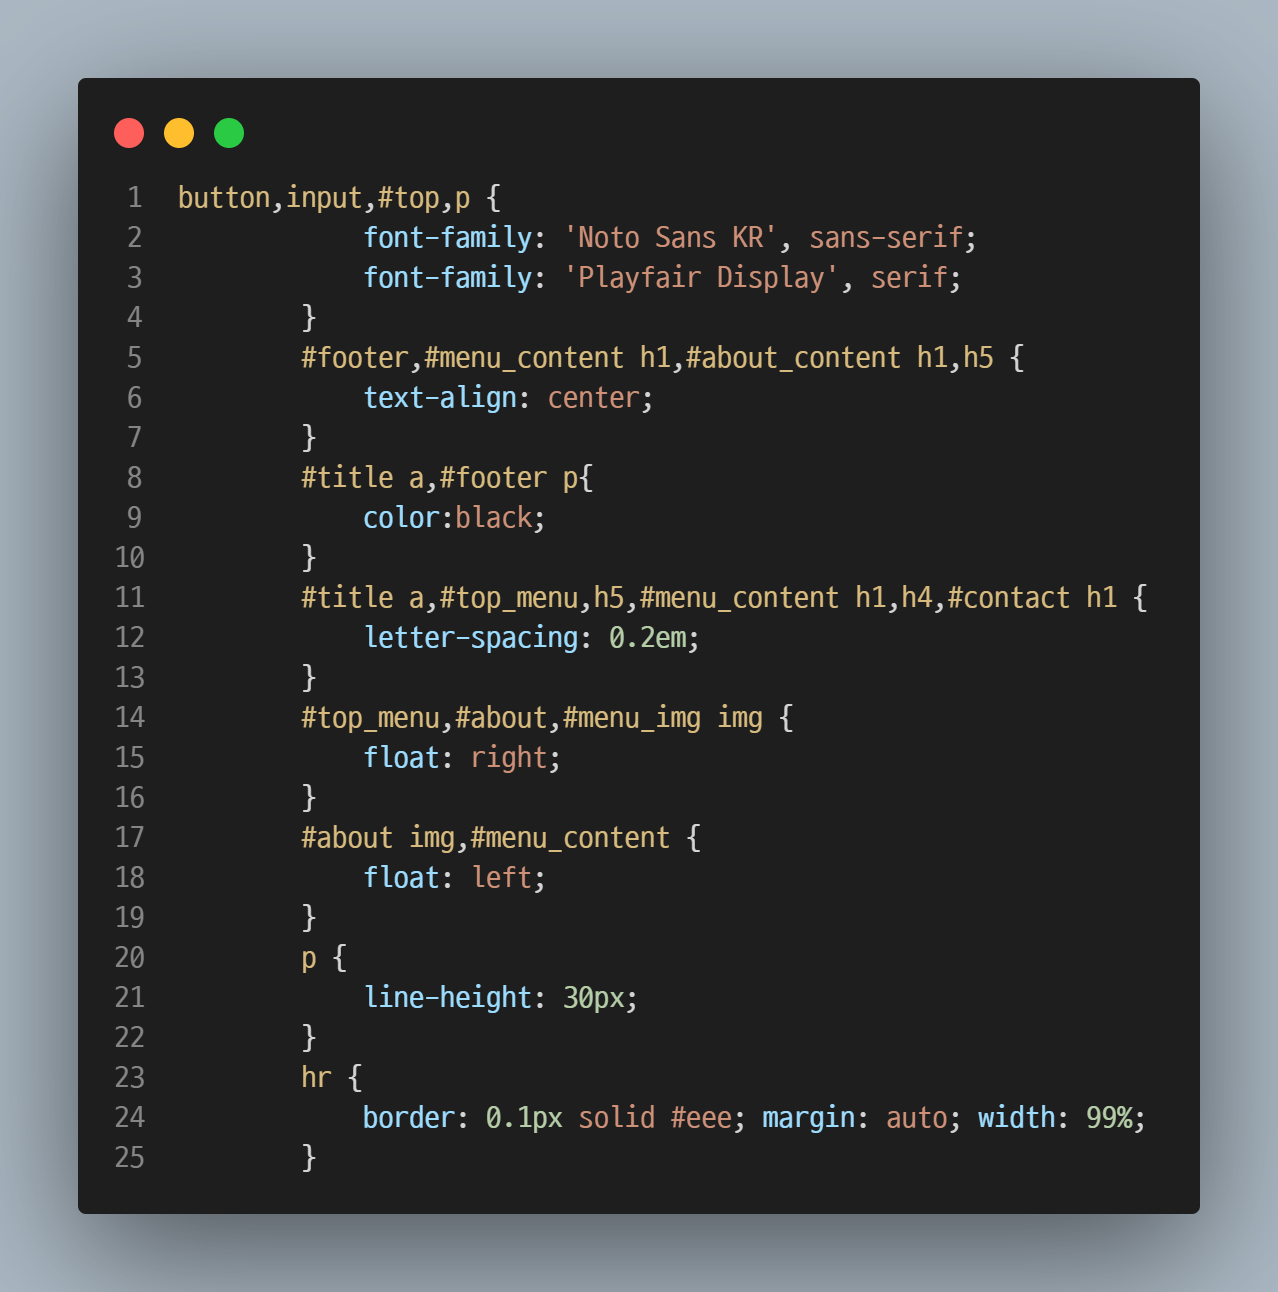 1 button,input,#top,p {
2             font-family: 'Noto Sans KR', sans-serif;
3             font-family: 'Playfair Display', serif;
4         }
5         #footer,#menu_content h1,#about_content h1,h5 {
6             text-align: center;
7         }
8         #title a,#footer p{
9             color:black;
10         }
11         #title a,#top_menu,h5,#menu_content h1,h4,#contact h1 {
12             letter-spacing: 0.2em;
13         }
14         #top_menu,#about,#menu_img img {
15             float: right;
16         }
17         #about img,#menu_content {
18             float: left;
19         }
20         p {
21             line-height: 30px;
22         }
23         hr {
24             border: 0.1px solid #eee; margin: auto; width: 99%;
25         }